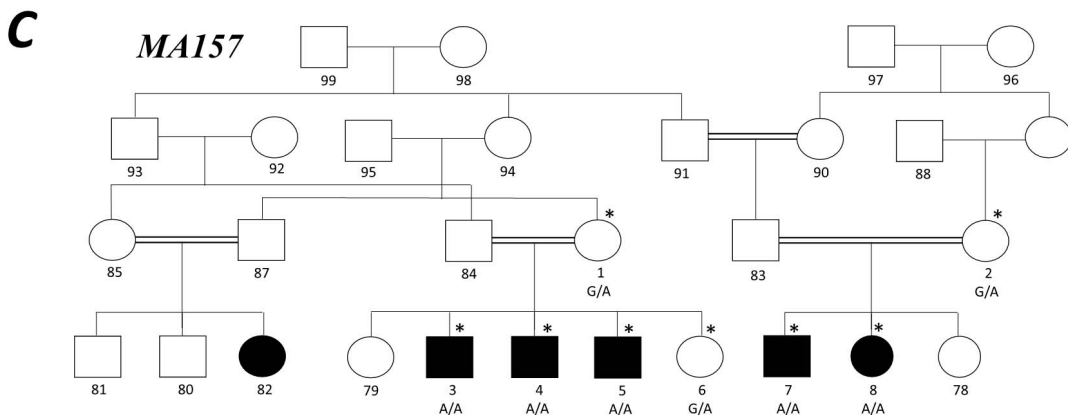 C
MA157
99 98 97 96
93 92 95 94 91 90 88
* *
85 87 84 1 83 2
G/A G/A
* * * * * *
81 80 82 79 3 4 5 6 7 8 78
A/A A/A A/A G/A A/A A/A